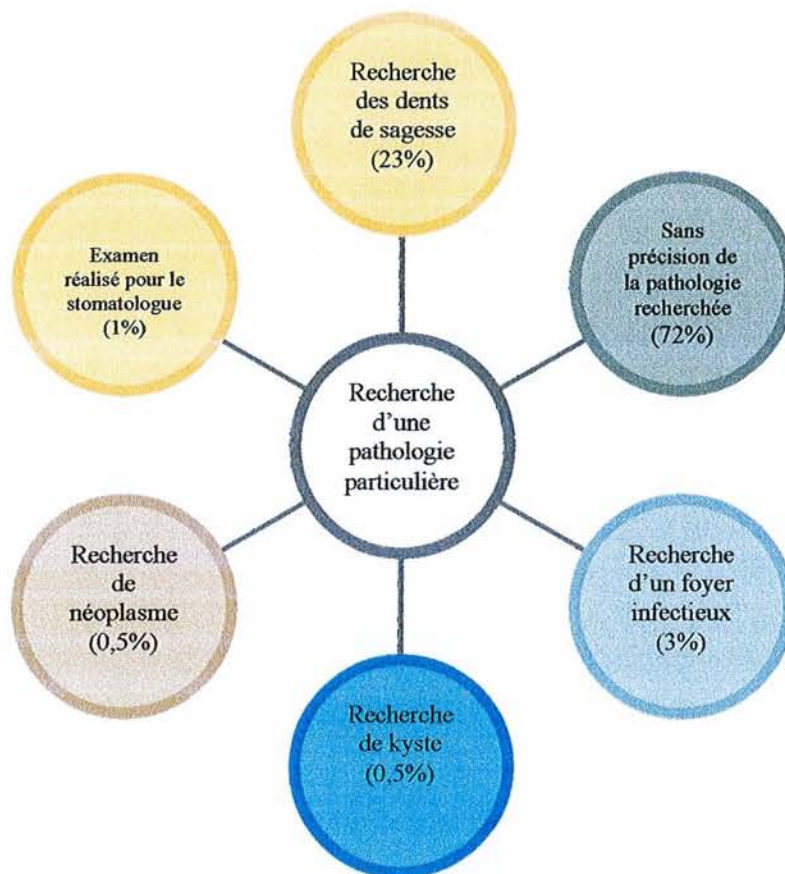 Recherche
des dents
de sagesse
(23%)
Examen
réalisé pour le
stomatologue
(1%)
Sans
précision de
la pathologie
recherchée
(72%)
Recherche
d’une
pathologie
particulière
Recherche
de
néoplasme
(0,5%)
Recherche
d’un foyer
infectieux
(3%)
Recherche
de kyste
(0,5%)